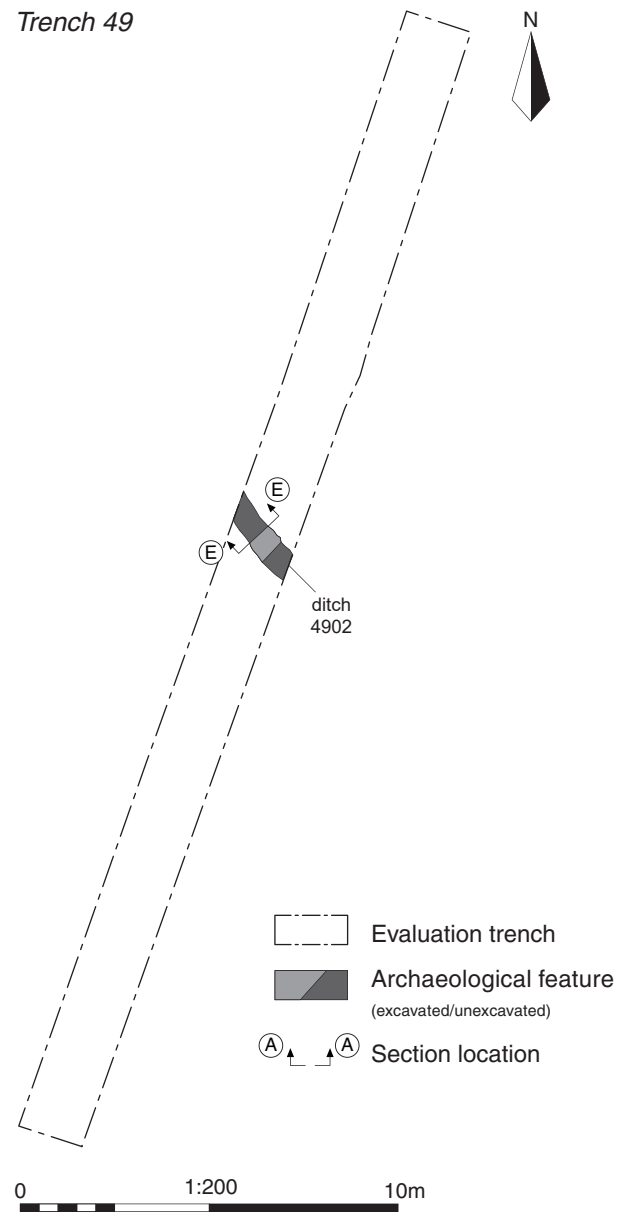 Trench 49
N
E
E
ditch
4902
Evaluation trench
Archaeological feature
(excavated/unexcavated)
A A Section location
0 1:200 10m